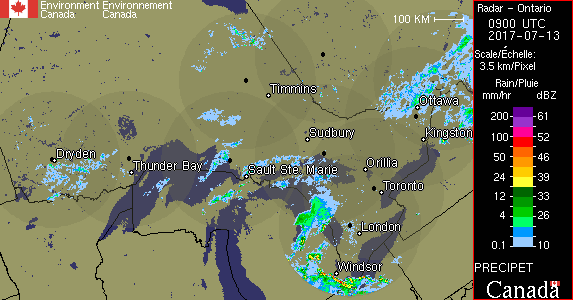 Environment Environnement
Canada Canada
100 KM
Radar - Ontario
0900 UTC
2017-07-13
Scale/Échelle:
3.5 km/Pixel
Rain/Pluie
mm/hr dBZ
200 61
100 52
50 46
24 39
12 33
4 26
2 20
0.1 10
PRECIPET
Canada
Timmins
Ottawa
Sudbury
Kingston
Dryden
Thunder Bay
Sault Ste. Marie
Orillia
Toronto
London
Windsor